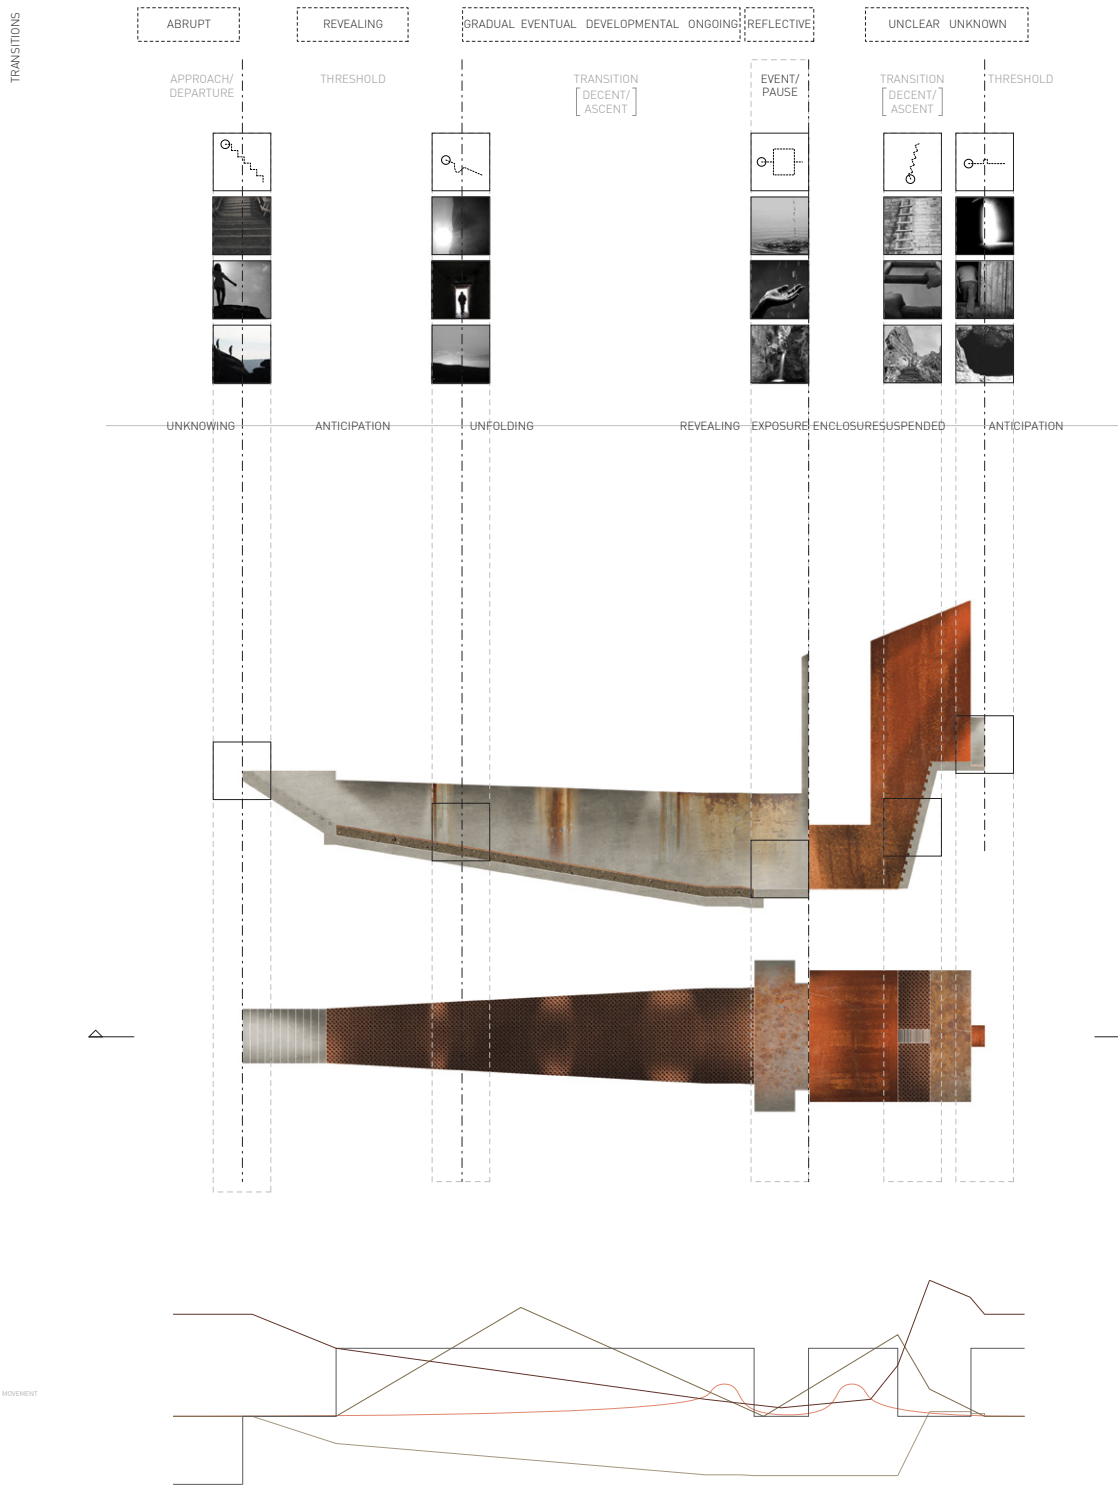 TRANSITIONS
ABRUPT
REVEALING
GRADUAL EVENTUAL DEVELOPMENTAL ONGOING
REFLECTIVE
UNCLEAR UNKNOWN
APPROACH/
DEPARTURE
THRESHOLD
TRANSITION
DECENT/
ASCENT
EVENT/
PAUSE
TRANSITION
DECENT/
ASCENT
THRESHOLD
UNKNOWING
ANTICIPATION
UNFOLDING
REVEALING
EXPOSURE
ENCLOSURE
SUSPENDED
ANTICIPATION
MOVEMENT